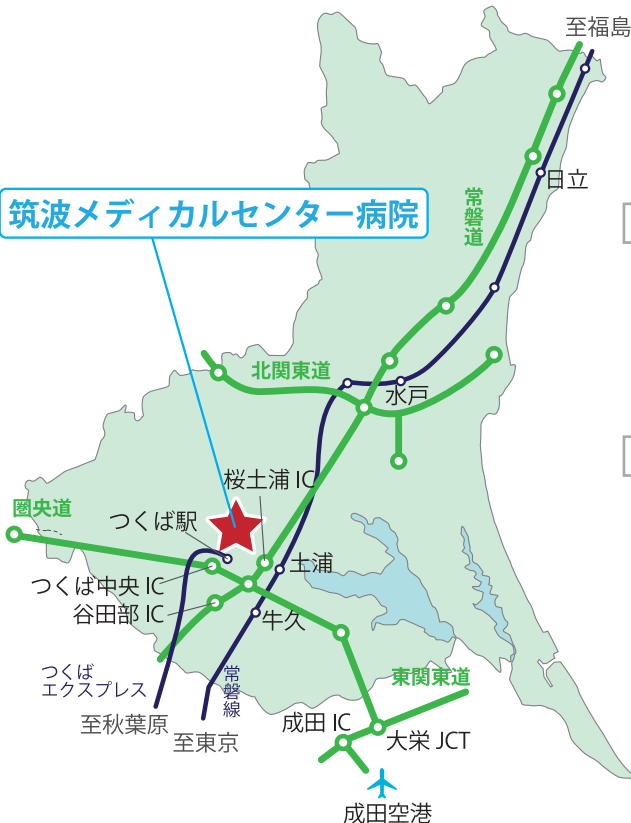 至福島
日立
筑波メディカルセンター病院
常磐道
北関東道
水戸
桜土浦 IC
圏央道
つくば駅
土浦
つくば中央 IC
谷田部 IC
牛久
つくば
エクスプレス
常磐線
東関東道
至秋葉原
至東京
成田 IC
大栄 JCT
成田空港